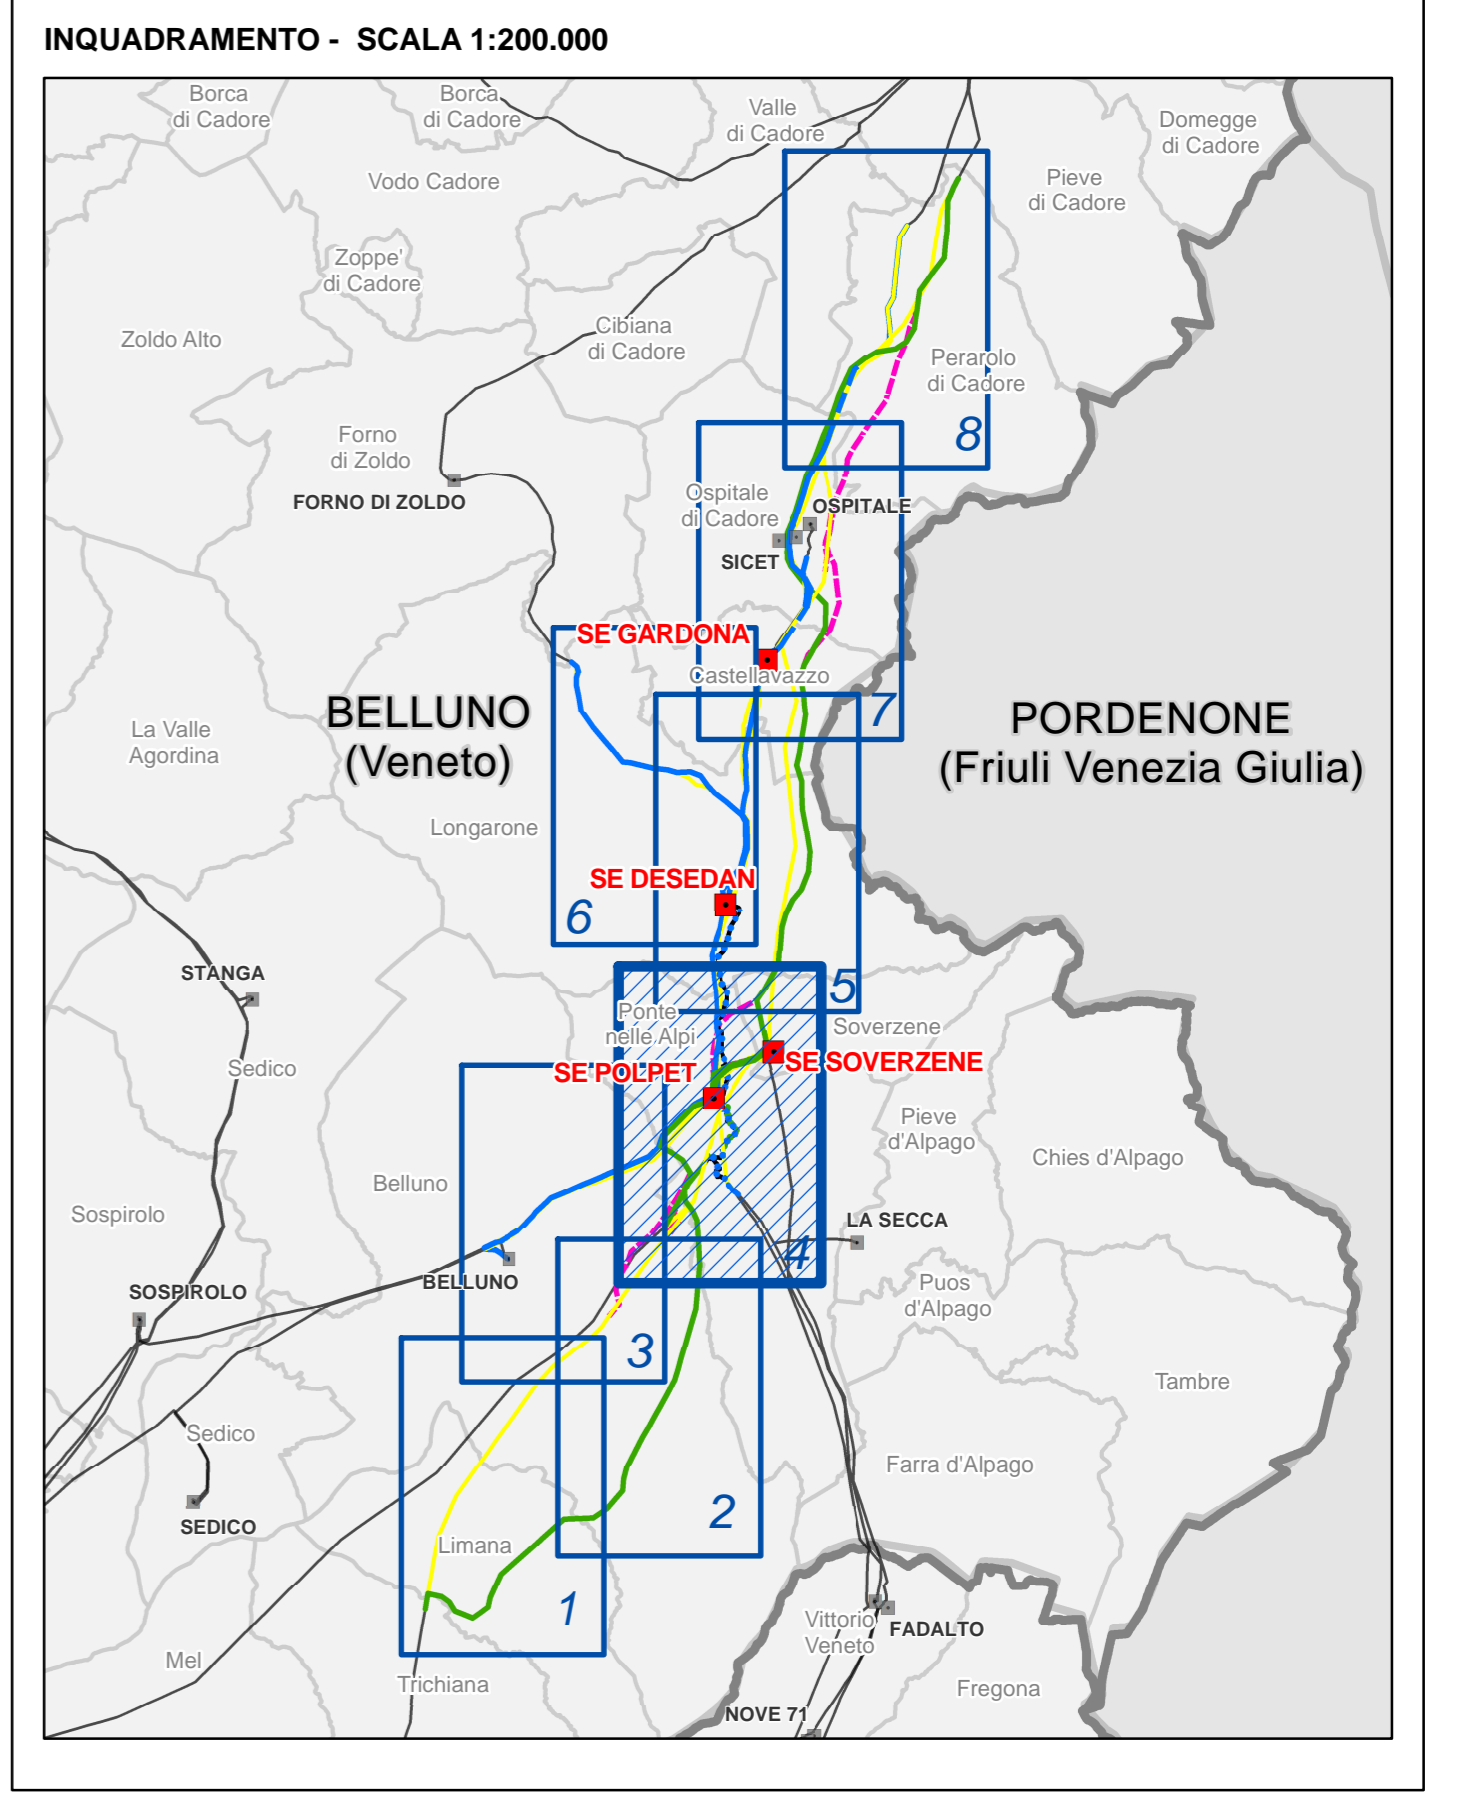 INQUADRAMENTO - SCALA 1:200.000
Borca
di Cadore
Borca
di Cadore
Valle
di Cadore
Domegge
di Cadore
Vodo Cadore
Pieve
di Cadore
Zoppe'
di Cadore
Zoldo Alto
Cibiana
di Cadore
Perarolo
di Cadore
8
Forno
di Zoldo
FORNO DI ZOLDO
Ospitale
di Cadore
OSPITALE
SICET
SE GARDONA
Castellavazzo
7
BELLUNO
(Veneto)
PORDENONE
(Friuli Venezia Giulia)
La Valle
Agordina
Longarone
SE DESEDAN
6
STANGA
5
Ponte
nelle Alpi
Soverzene
SE POLPET
SE SOVERZENE
Sedico
Pieve
d'Alpago
Chies d'Alpago
Belluno
Sospirolo
LA SECCA
4
BELLUNO
SOSPIROLO
Puos
d'Alpago
3
Tambre
Sedico
Farra d'Alpago
2
SEDICO
Limana
1
Vittorio
Veneto
FADALTO
Mel
Trichiana
Fregona
NOVE 71